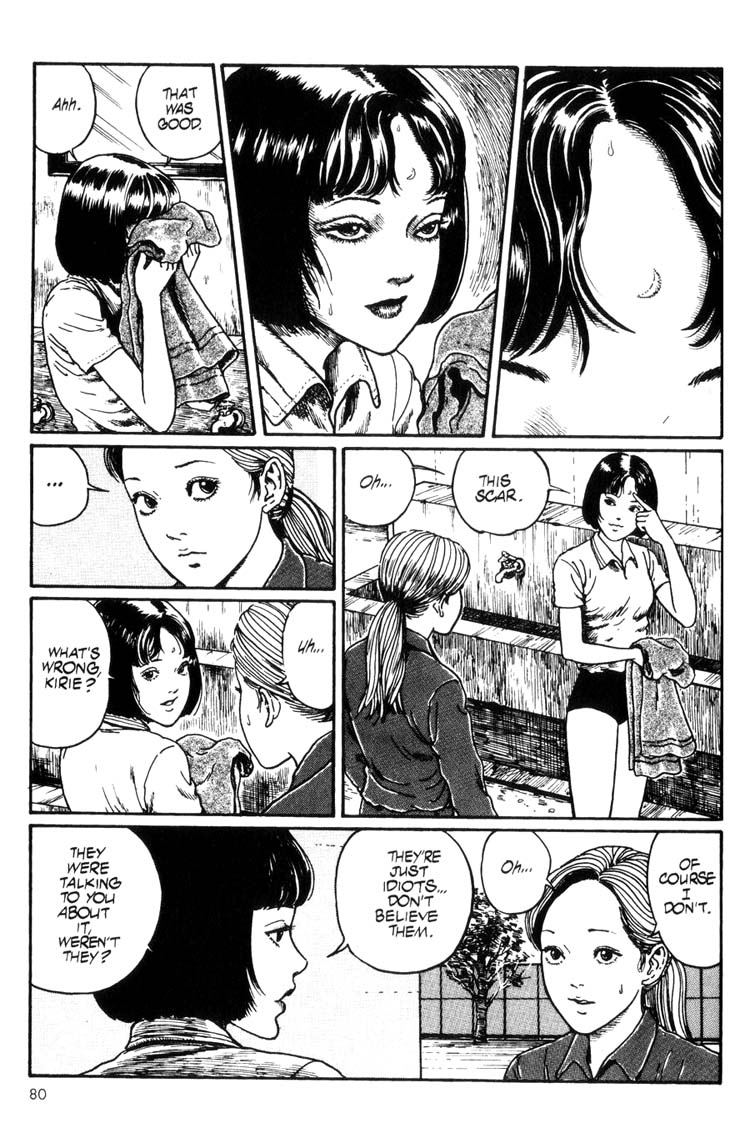 Ahh.
THAT
WAS
GOOD.
...
WHAT'S
WRONG,
KIRIE?
Uh...
Oh...
THIS
SCAR.
THEY
WERE
TALKING
TO YOU
ABOUT
IT,
WEREN'T
THEY?
THEY'RE
JUST
IDIOTS...
DON'T
BELIEVE
THEM.
Oh...
OF
COURSE
I
DON'T.
80